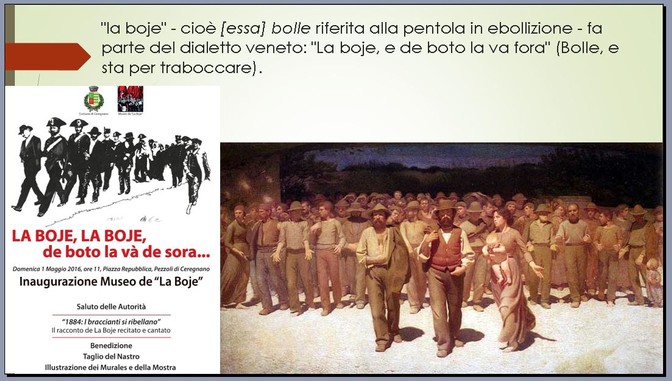 "la boje" - cioè [essa] bolle riferita alla pentola in ebollizione - fa
parte del dialetto veneto: "La boje, e de boto la va fora" (Bolle, e
sta per traboccare).
Comune di Ceregnano
LA BOJE, LA BOJE,
de boto la và de sora...
Domenica 1 Maggio 2016, ore 11, Piazza Repubblica, Pezzoli di Ceregnano
Inaugurazione Museo de "La Boje"
Saluto delle Autorità
"1884: I braccianti si ribellano"
Il racconto de La Boje recitato e cantato
Benedizione
Taglio del Nastro
Illustrazione dei Murales e della Mostra